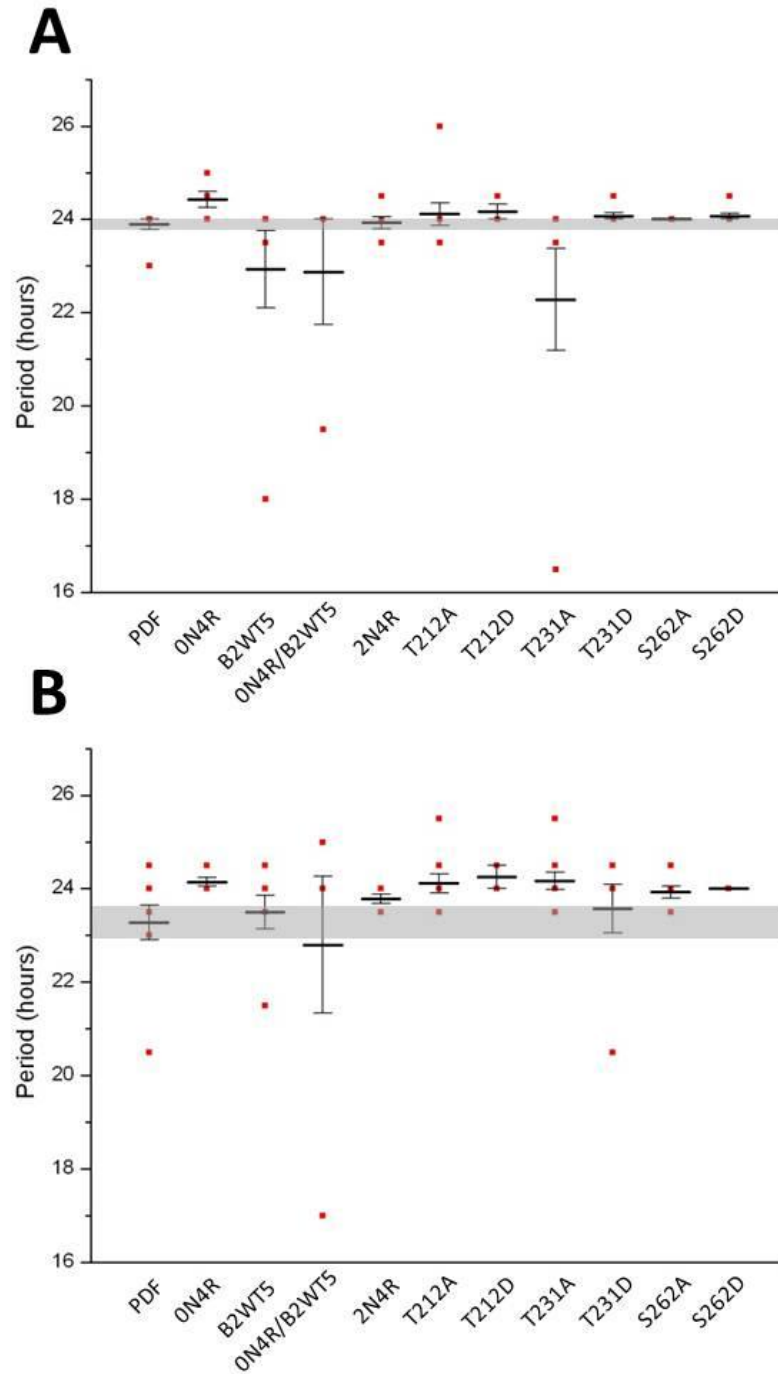 A
26
24
22
20
18
16
Period (hours)
PDF
0N4R
B2WT5
0N4R/B2WT5
2N4R
T212A
T212D
T231A
T231D
S262A
S262D
B
26
24
22
20
18
16
Period (hours)
PDF
0N4R
B2WT5
0N4R/B2WT5
2N4R
T212A
T212D
T231A
T231D
S262A
S262D